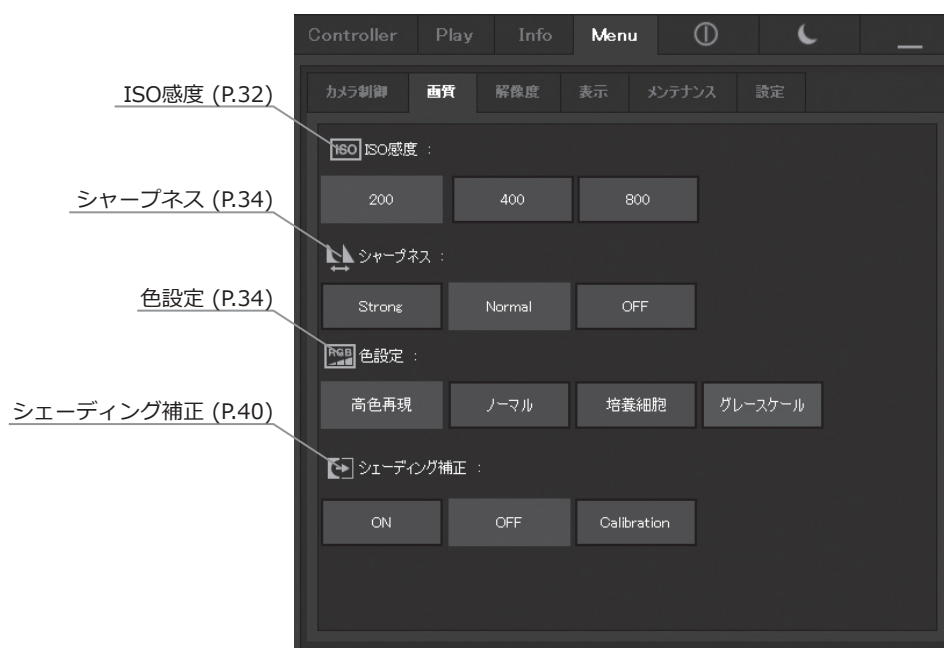 Controller Play Info Menu
カメラ制御 画質 解像度 表示 メンテナンス 設定
ISO感度 (P.32)
ISO ISO感度 :
200 400 800
シャープネス (P.34)
シャープネス :
Strong Normal OFF
色設定 (P.34)
RGB 色設定 :
高色再現 ノーマル 培養細胞 グレースケール
シェーディング補正 (P.40)
シェーディング補正 :
ON OFF Calibration